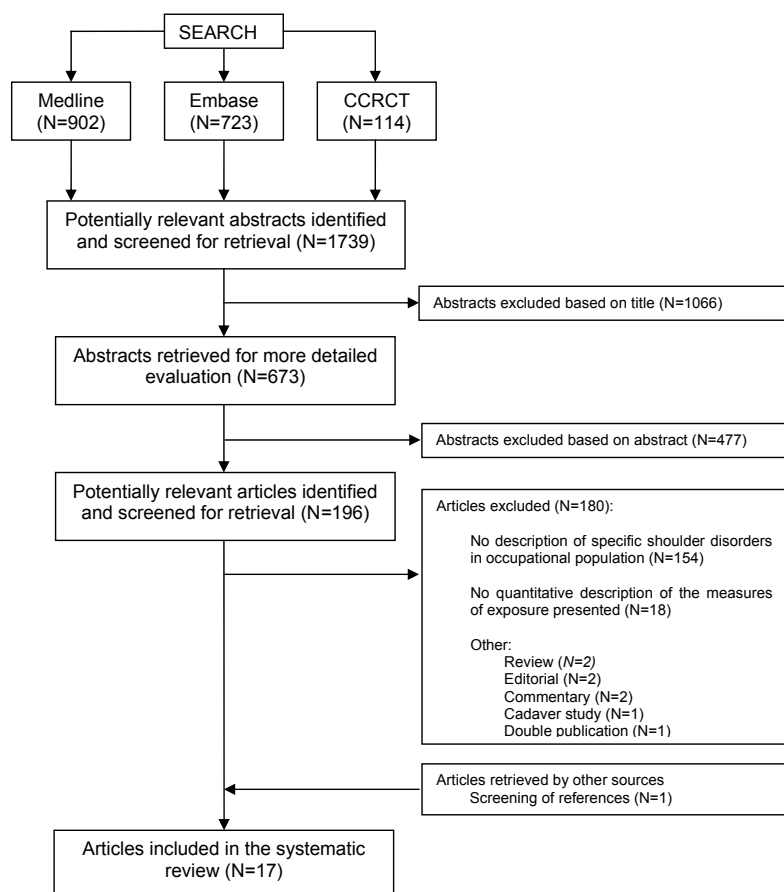 SEARCH
Medline
(N=902)
Embase
(N=723)
CCRCT
(N=114)
Potentially relevant abstracts identified
and screened for retrieval (N=1739)
Abstracts excluded based on title (N=1066)
Abstracts retrieved for more detailed
evaluation (N=673)
Abstracts excluded based on abstract (N=477)
Potentially relevant articles identified
and screened for retrieval (N=196)
Articles excluded (N=180):
No description of specific shoulder disorders
in occupational population (N=154)
No quantitative description of the measures
of exposure presented (N=18)
Other:
Review (N=2)
Editorial (N=2)
Commentary (N=2)
Cadaver study (N=1)
Double publication (N=1)
Articles retrieved by other sources
Screening of references (N=1)
Articles included in the systematic
review (N=17)